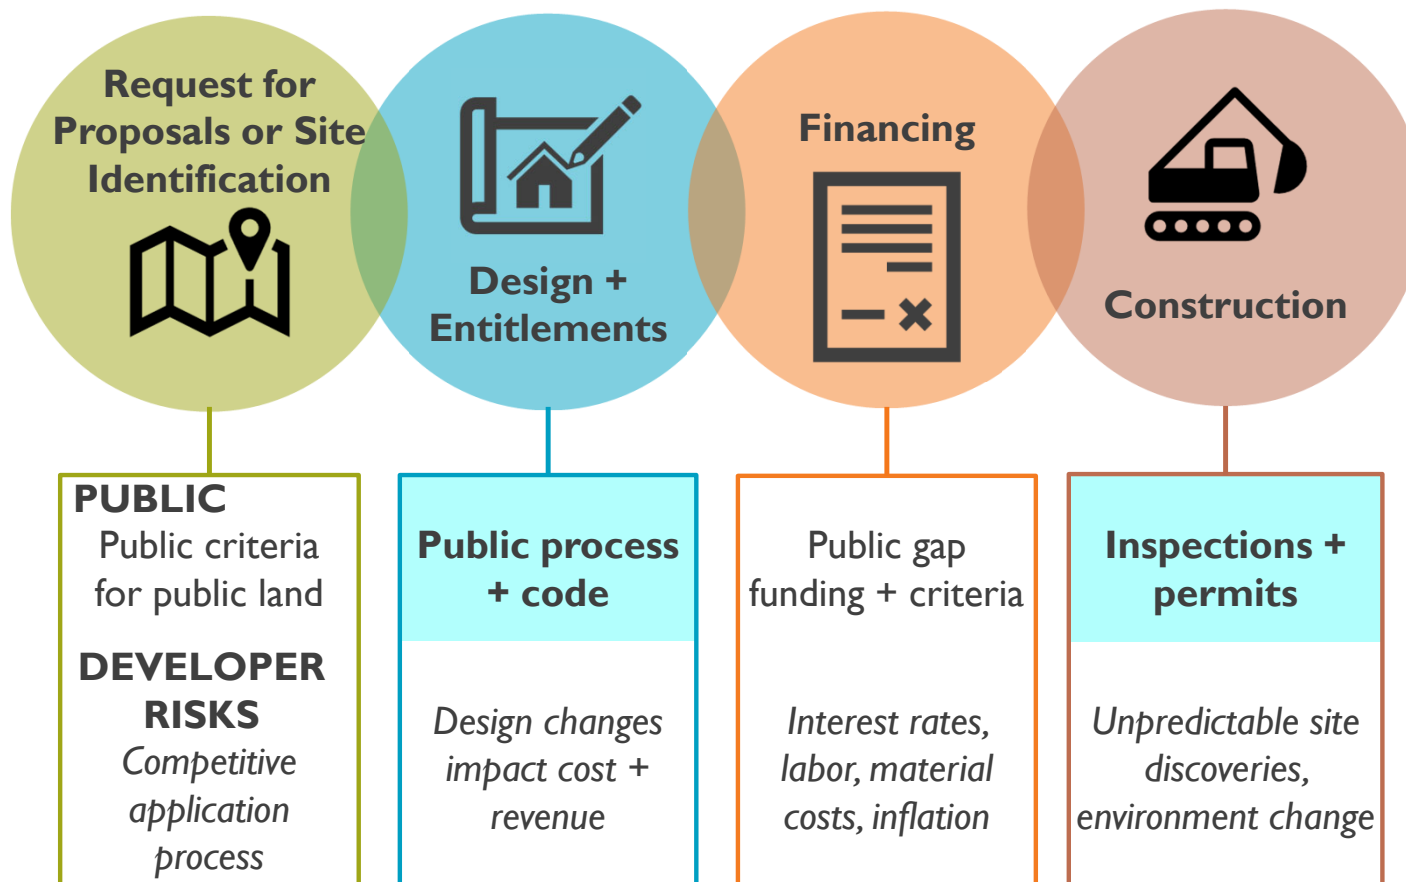 Request for
Proposals or Site
Identification
Design +
Entitlements
Financing
Construction
PUBLIC
Public criteria
for public land
DEVELOPER
RISKS
Competitive
application
process
Public process
+ code
Design changes
impact cost +
revenue
Public gap
funding + criteria
Interest rates,
labor, material
costs, inflation
Inspections +
permits
Unpredictable site
discoveries,
environment change